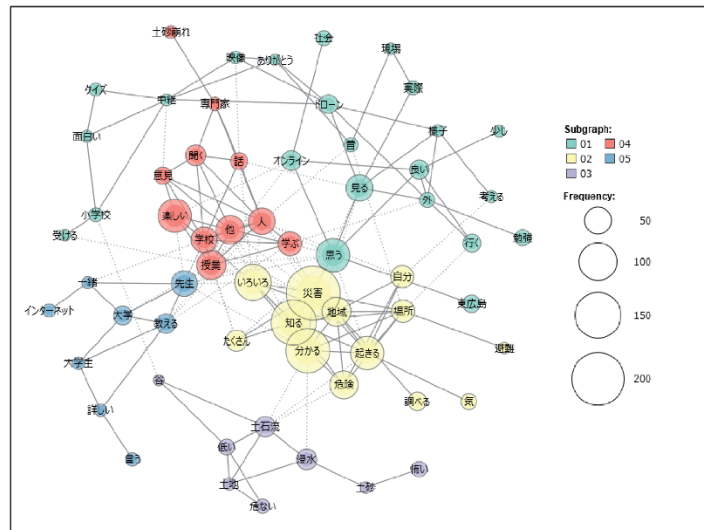 土砂崩れ
社会
映像
ありがとう
現場
クイズ
中継
専門家
ドローン
実際
面白い
聞く
話
昔
様子
少し
オンライン
意見
見る
良い
考える
楽しい
外
小学校
他
人
受ける
学校
学ぶ
行く
勉強
授業
思う
一緒
先生
いろいろ
災害
自分
東広島
インターネット
大学
教える
知る
地域
場所
たくさん
分かる
起きる
避難
大学生
谷
危険
調べる
気
詳しい
土石流
低い
言う
浸水
怖い
土地
土砂
危ない
Subgraph:
01 04
02 05
03
Frequency:
50
100
150
200